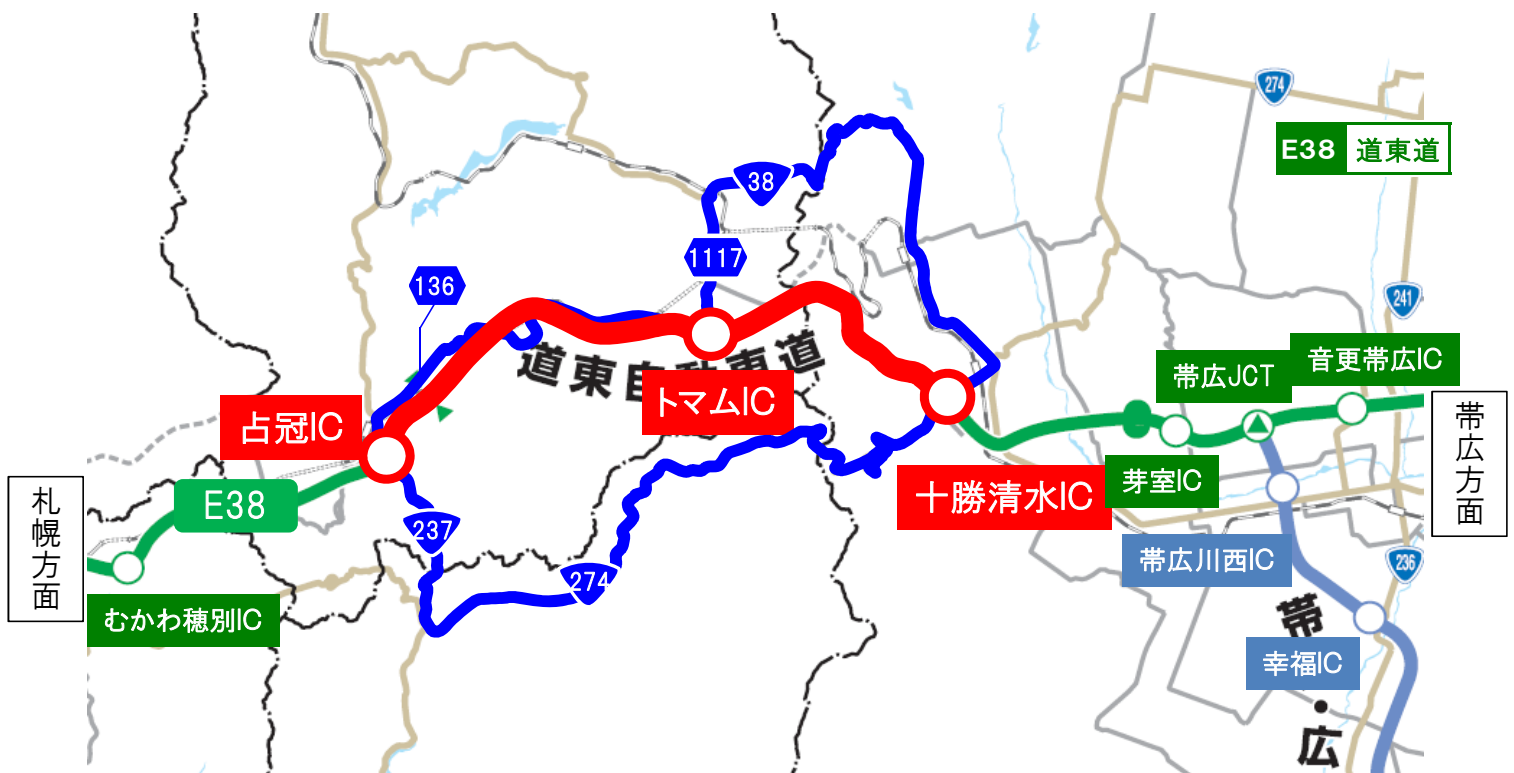 274
E38 道東道
38
1117
136
241
道東自動車道
音更帯広IC
帯広JCT
トマムIC
占冠IC
帯広方面
芽室IC
十勝清水IC
札幌方面
E38
237
帯広川西IC
236
274
むかわ穂別IC
帯・広
幸福IC